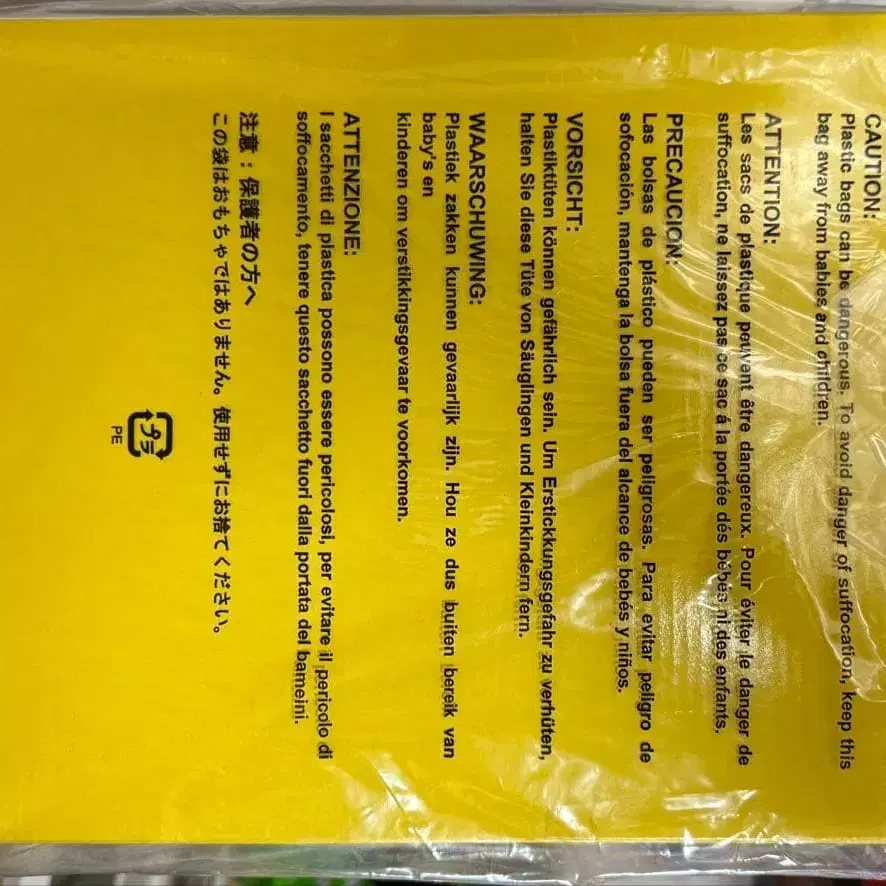 CAUTION:
Plastic bags can be dangerous. To avoid danger of suffocation, keep this
bag away from babies and children.
ATTENTION:
Les sacs de plastique peuvent être dangereux. Pour éviter le danger de
suffocation, ne laissez pas ce sac á la portée dés bébés ni des enfants.
PRECAUCION:
Las bolsas de plástico pueden ser peligrosas. Para evitar peligro de
sofocación, mantenga la bolsa fuera del alcance de bebés y niños.
VORSICHT:
Plastiktüten können gefährlich sein. Um Erstickkungsgefahr zu verhüten,
halten Sie diese Tüte von Säuglingen und Kleinkindern fern.
WAARSCHUWING:
Plastiek zakken kunnen gevaarlijk zijn. Hou ze dus buiten bereik van
baby's en
kinderen om verstikkingsgevaar te voorkomen.
ATTENZIONE:
I sacchetti di plastica possono essere pericolosi, per evitare il pericolo di
soffocamento, tenere questo sacchetto fuori dalla portata del bameini.
注意：保護者の方へ
この袋はおもちゃではありません。使用せずにお捨てください。
プラ
PE